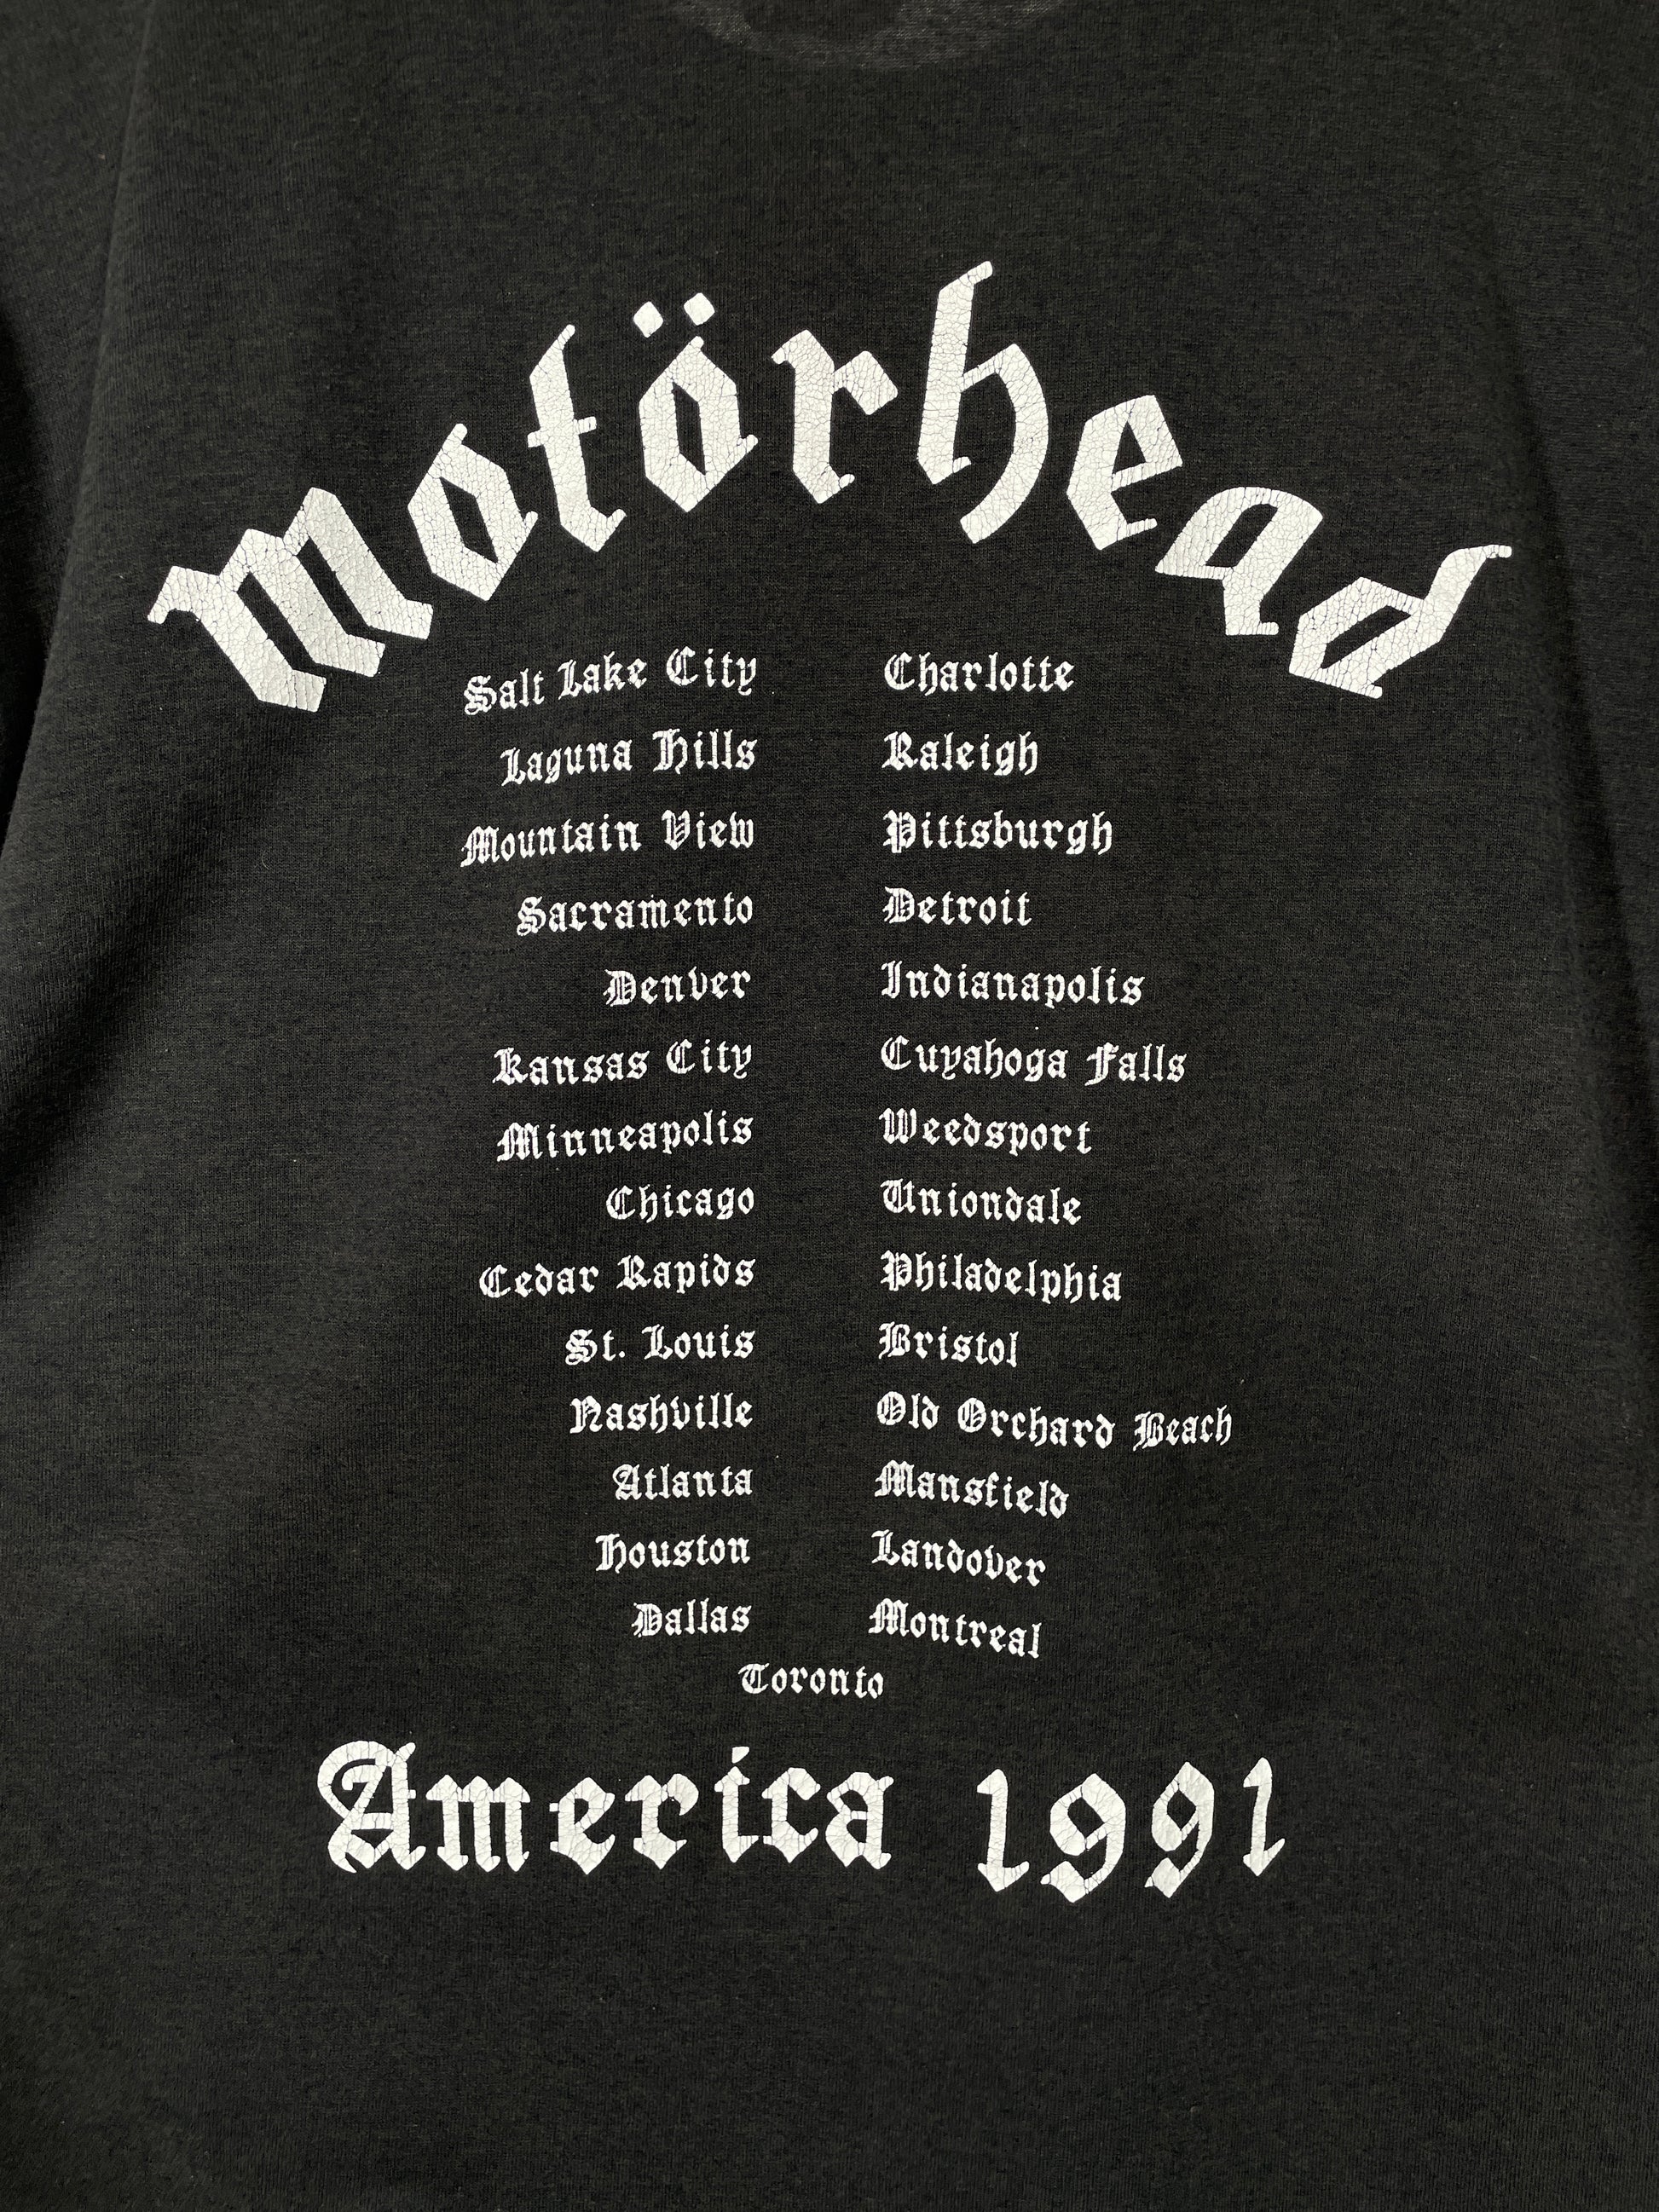 Motörhead
Salt Lake City
Laguna Hills
Mountain View
Sacramento
Denver
Kansas City
Minneapolis
Chicago
Cedar Rapids
St. Louis
Nashville
Atlanta
Houston
Dallas
Charlotte
Raleigh
Pittsburgh
Detroit
Indianapolis
Cuyahoga Falls
Weedsport
Uniondale
Philadelphia
Bristol
Old Orchard Beach
Mansfield
Landover
Montreal
Toronto
America 1991